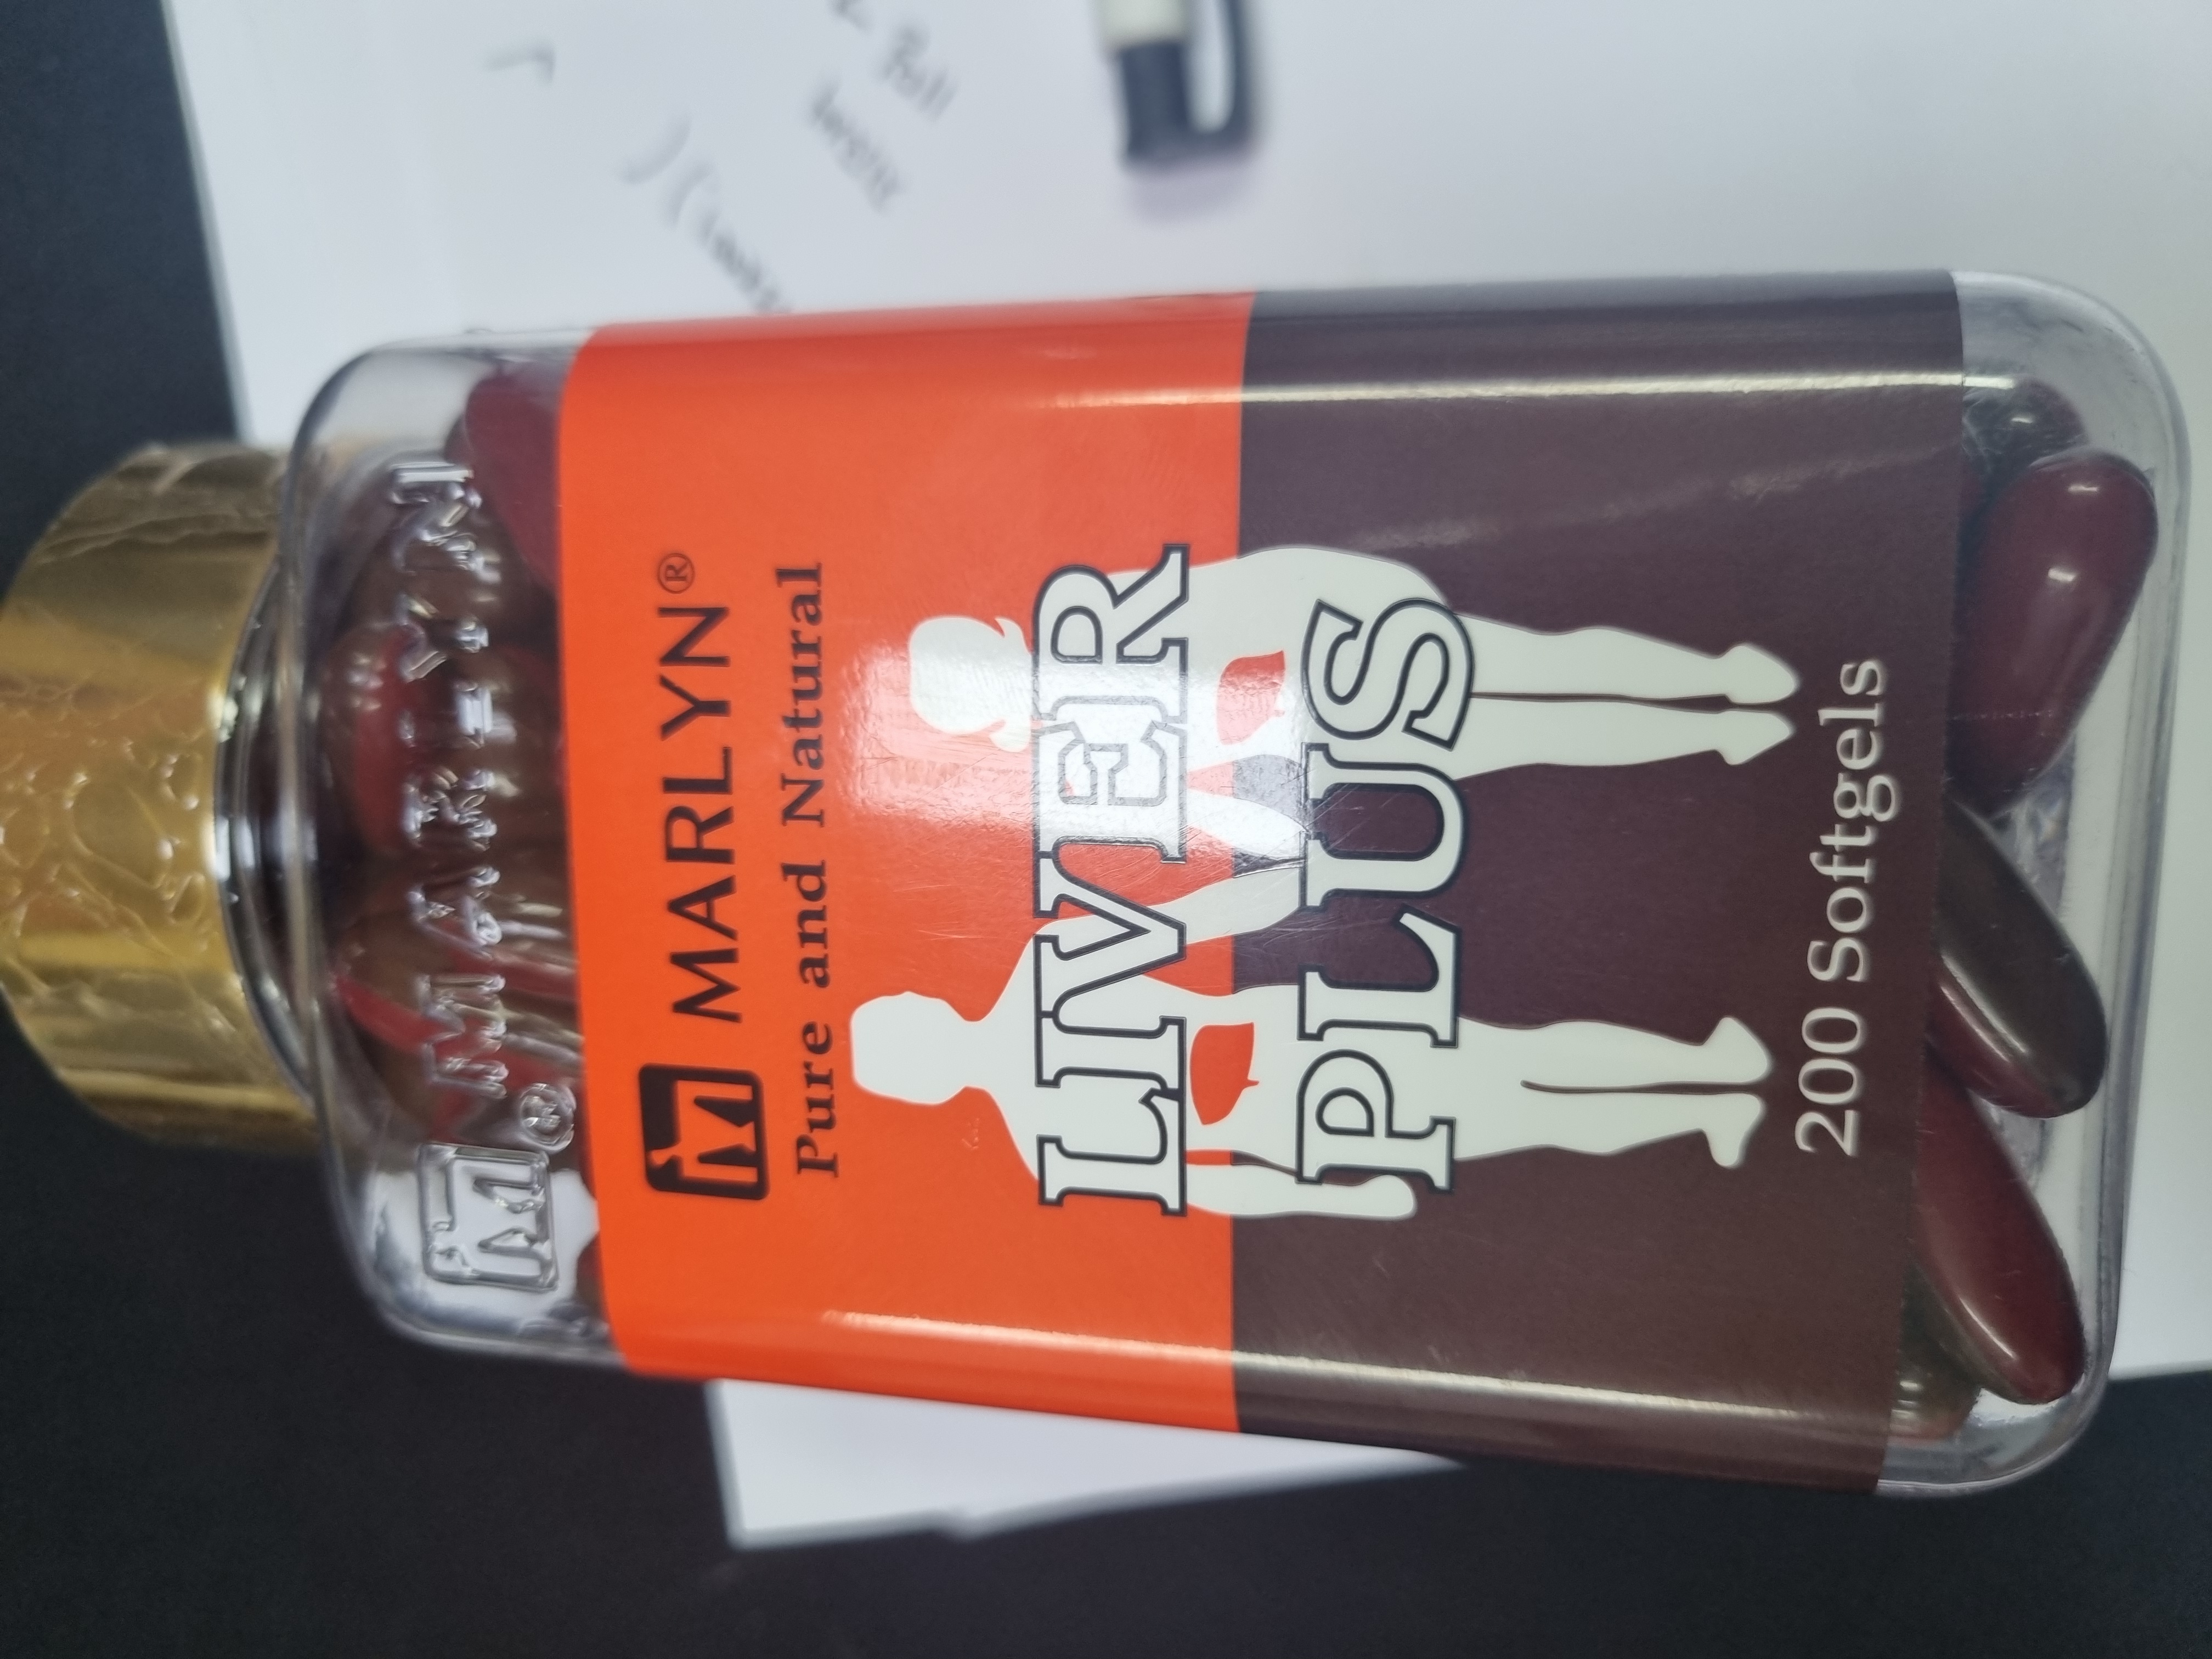 MARLYN
M®
M MARLYN®
Pure and Natural
LIVER
PLUS
200 Softgels